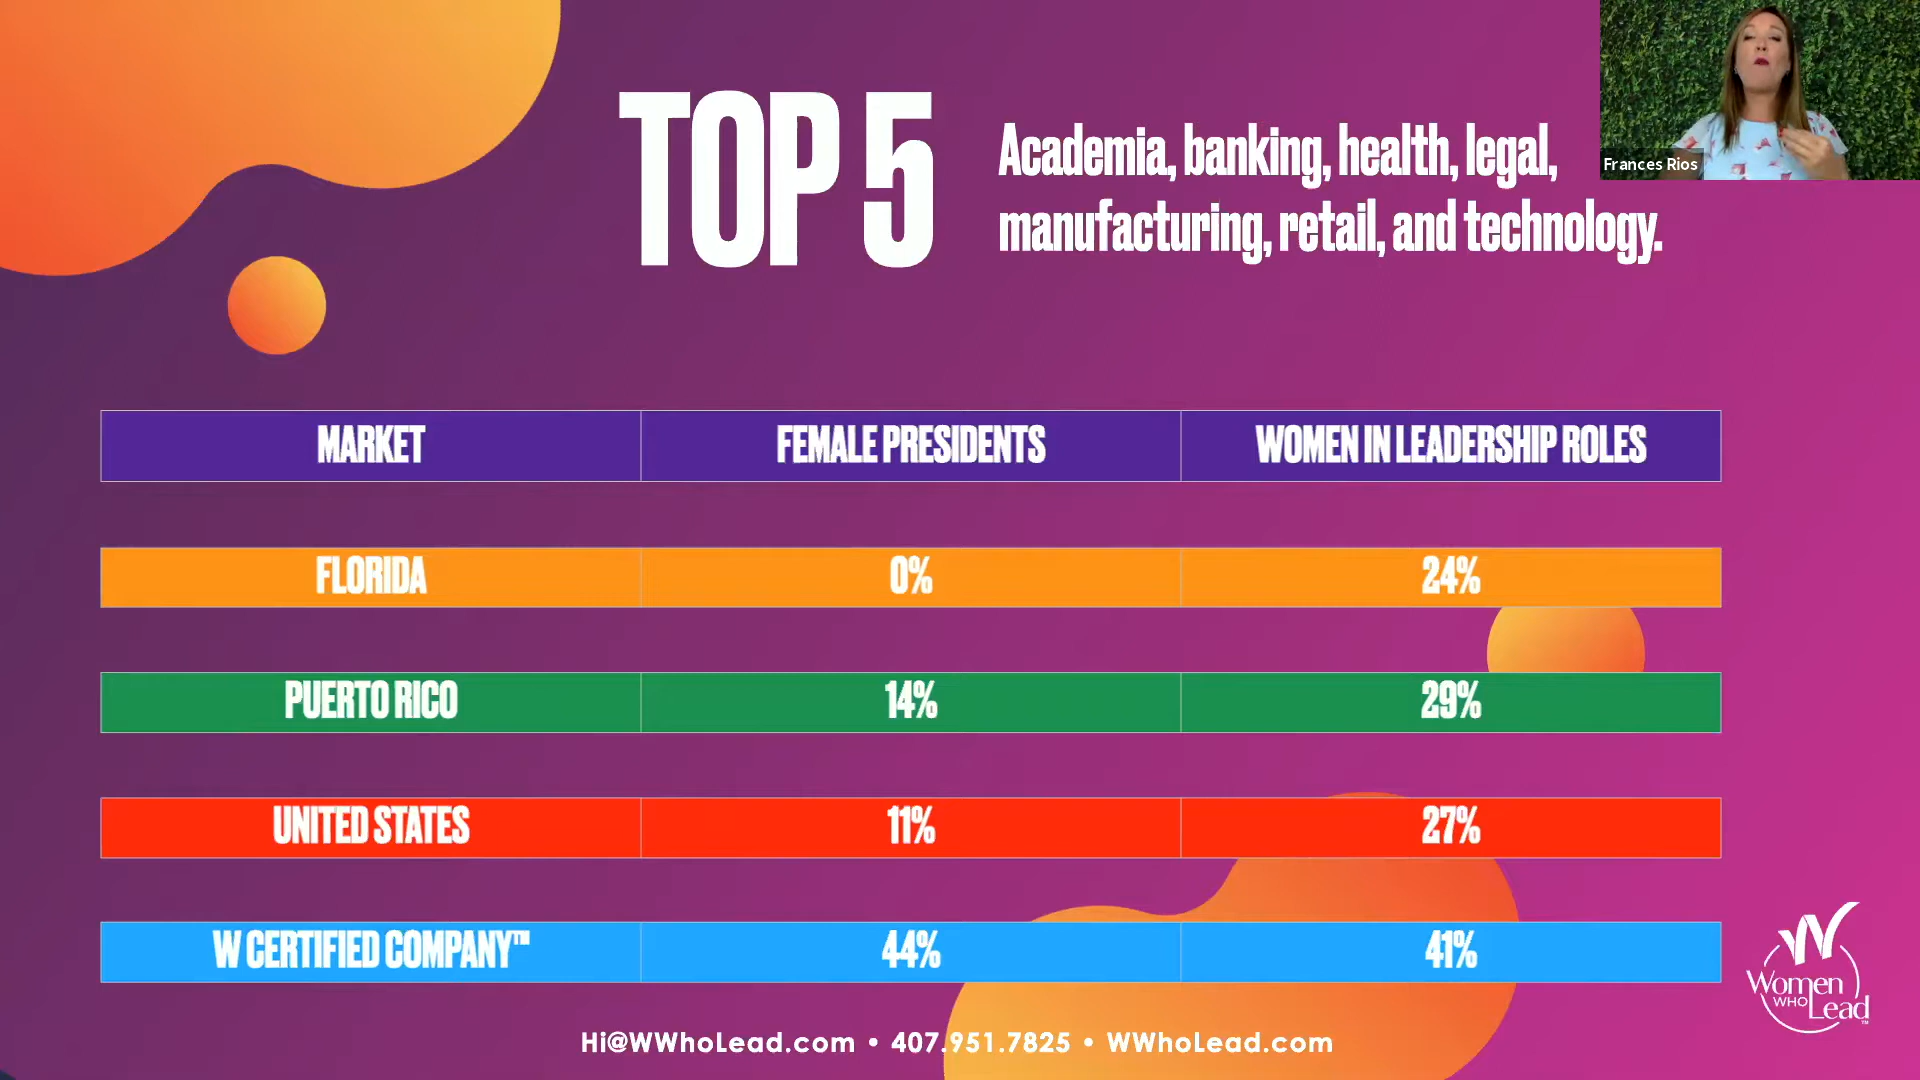 TOP 5
Academia, banking, health, legal,
manufacturing, retail, and technology.
Frances Rios
MARKET FEMALE PRESIDENTS WOMEN IN LEADERSHIP ROLES
FLORIDA 0% 24%
PUERTO RICO 14% 29%
UNITED STATES 11% 27%
W CERTIFIED COMPANY™ 44% 41%
W
Women
WHO Lead™
Hi@WWhoLead.com • 407.951.7825 • WWhoLead.com